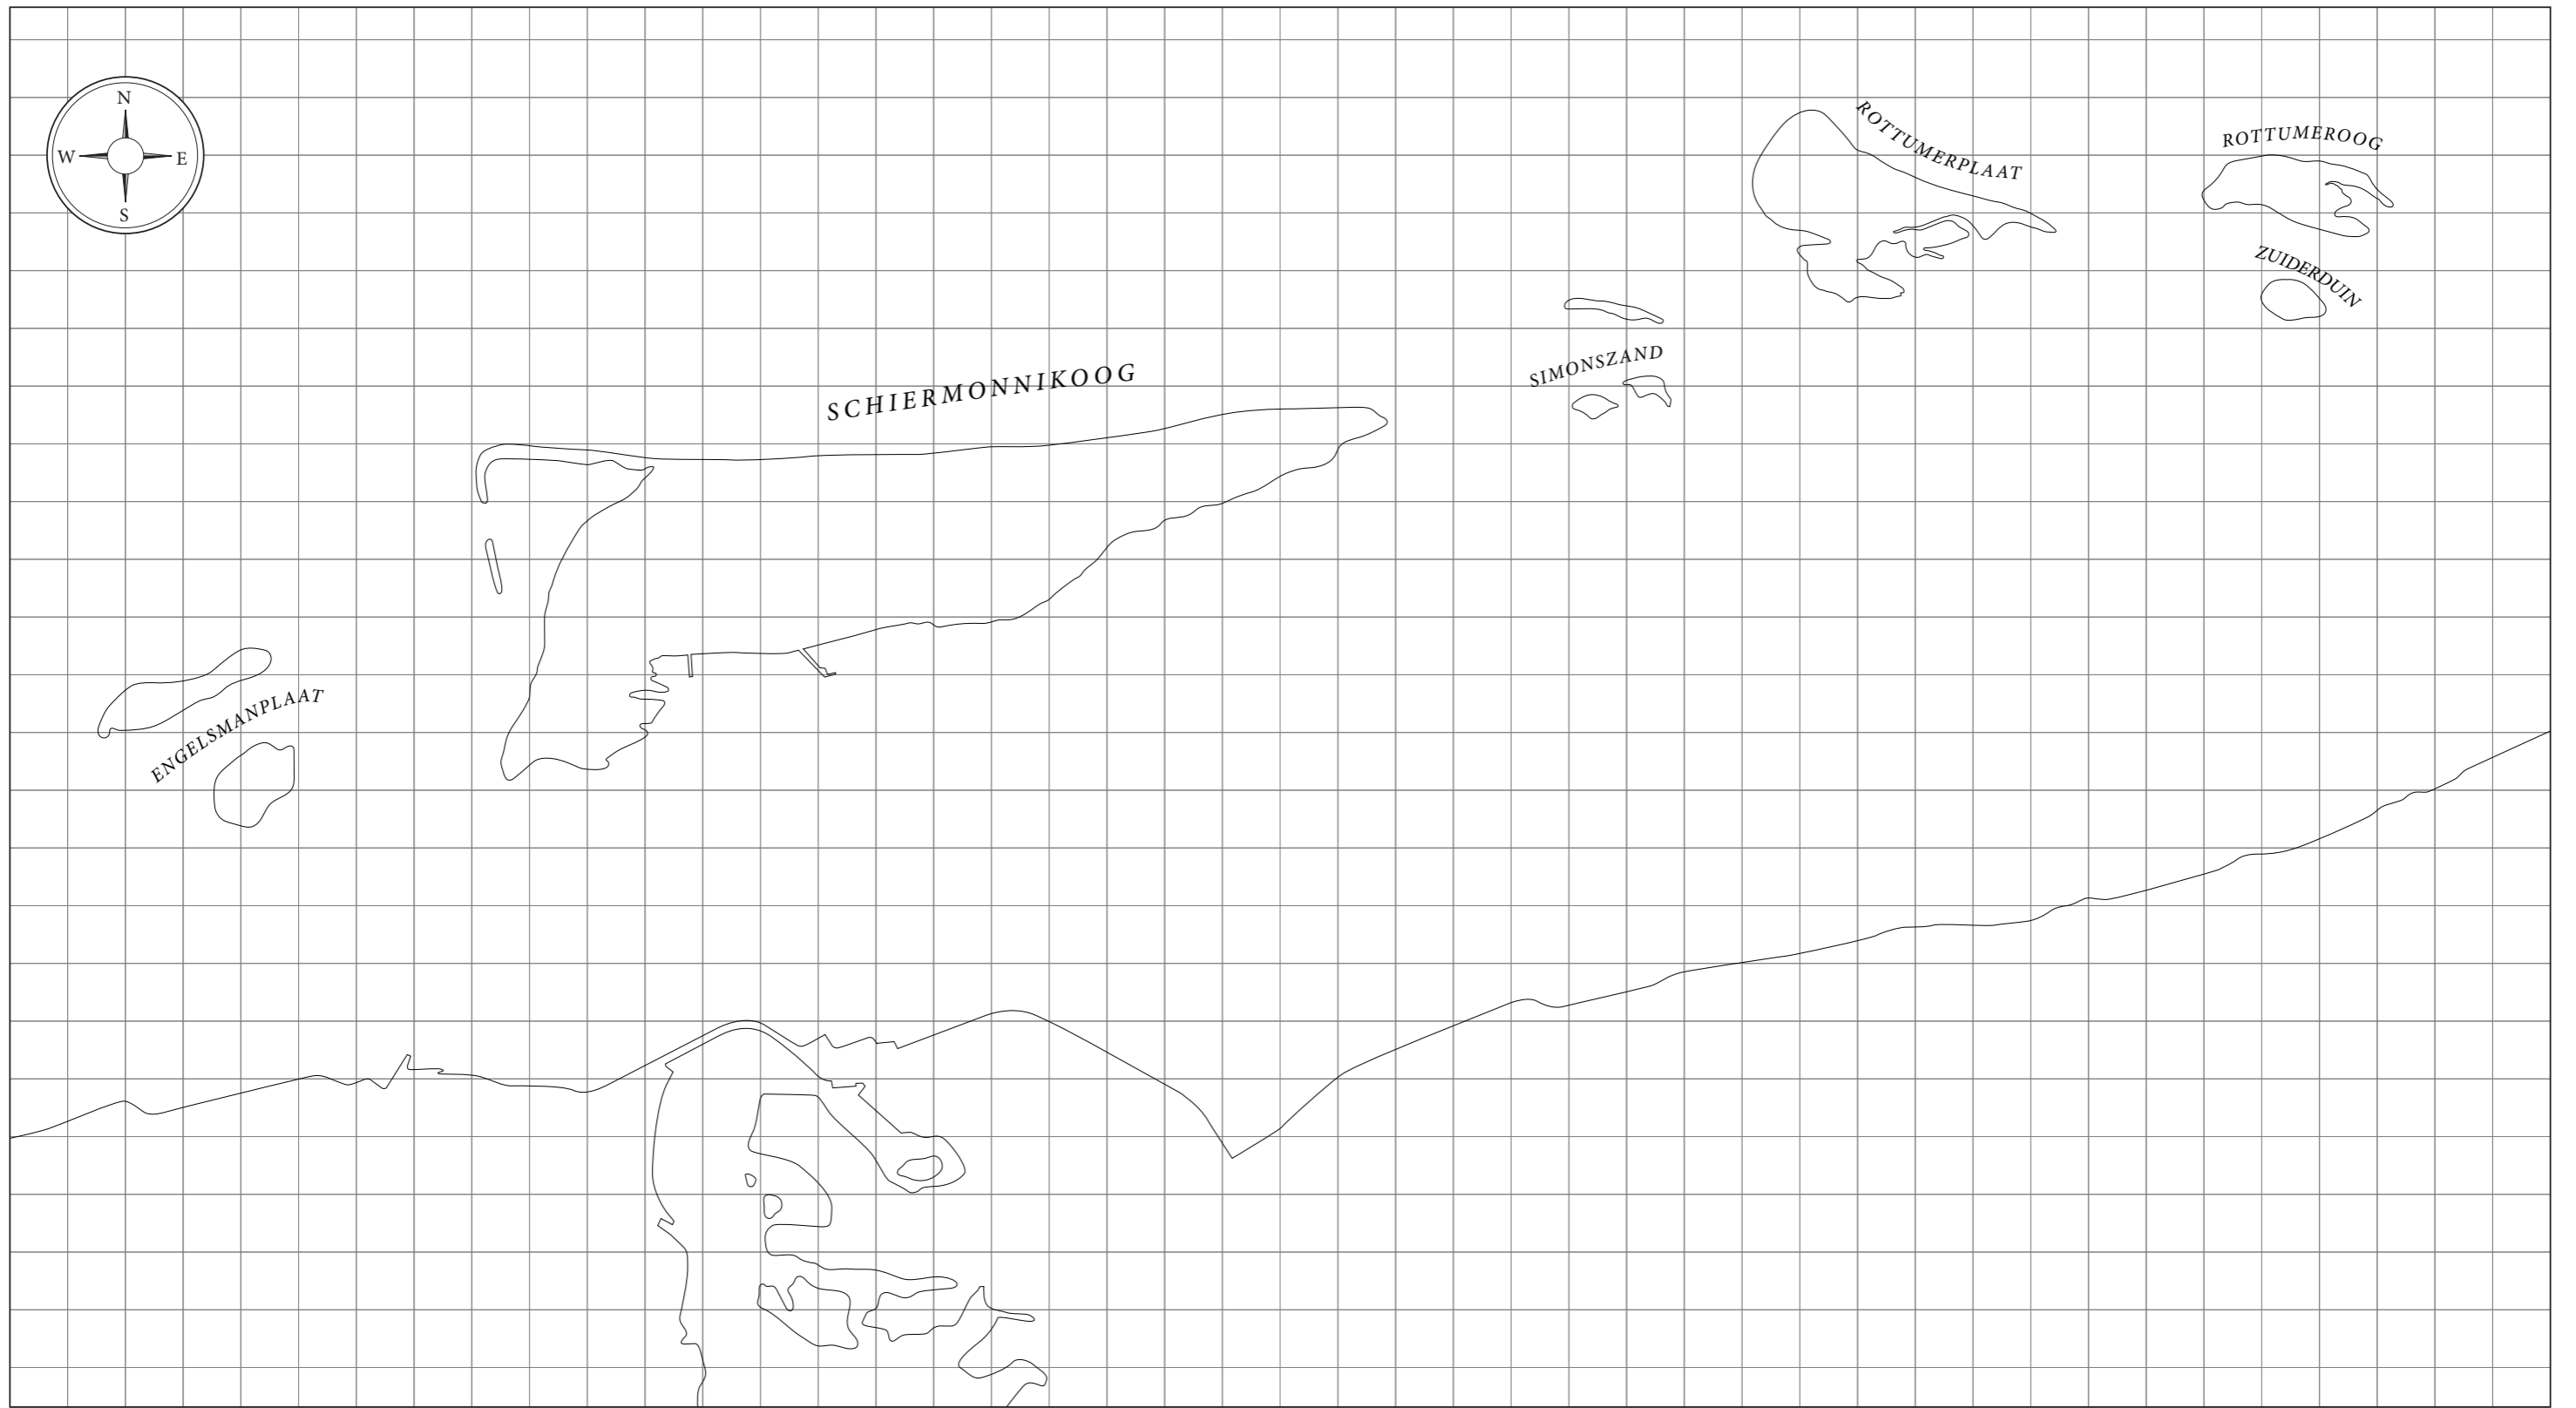 N
W E
S
ROTTUMERPLAAT
ROTTUMEROOG
ZUIDERDUIN
SIMONSZAND
SCHIERMONNIKOOG
ENGELSMANPLAAT